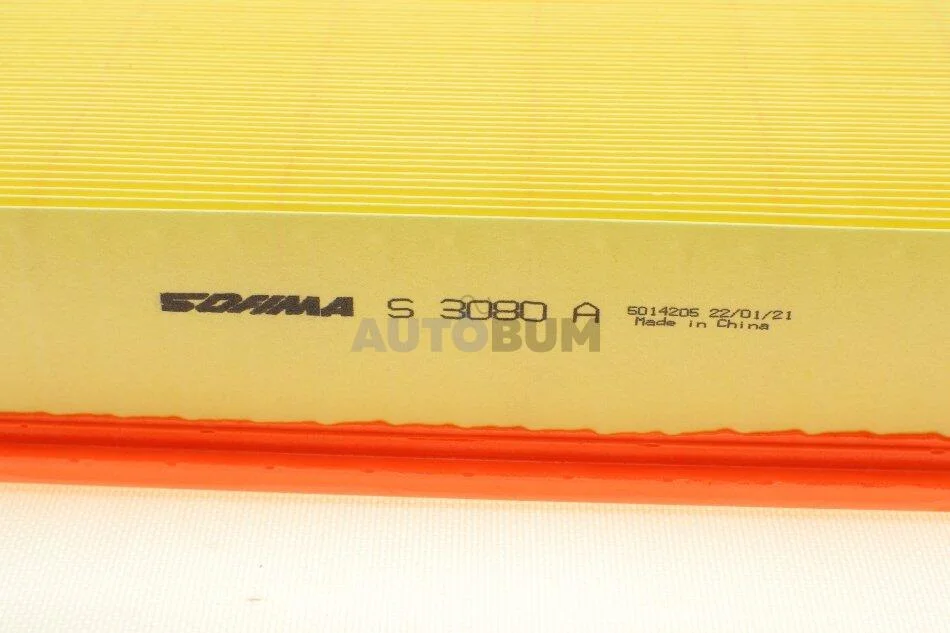 SOFIMA S 3080 A 5014205 22/01/21
Made in China
AUTOBUM